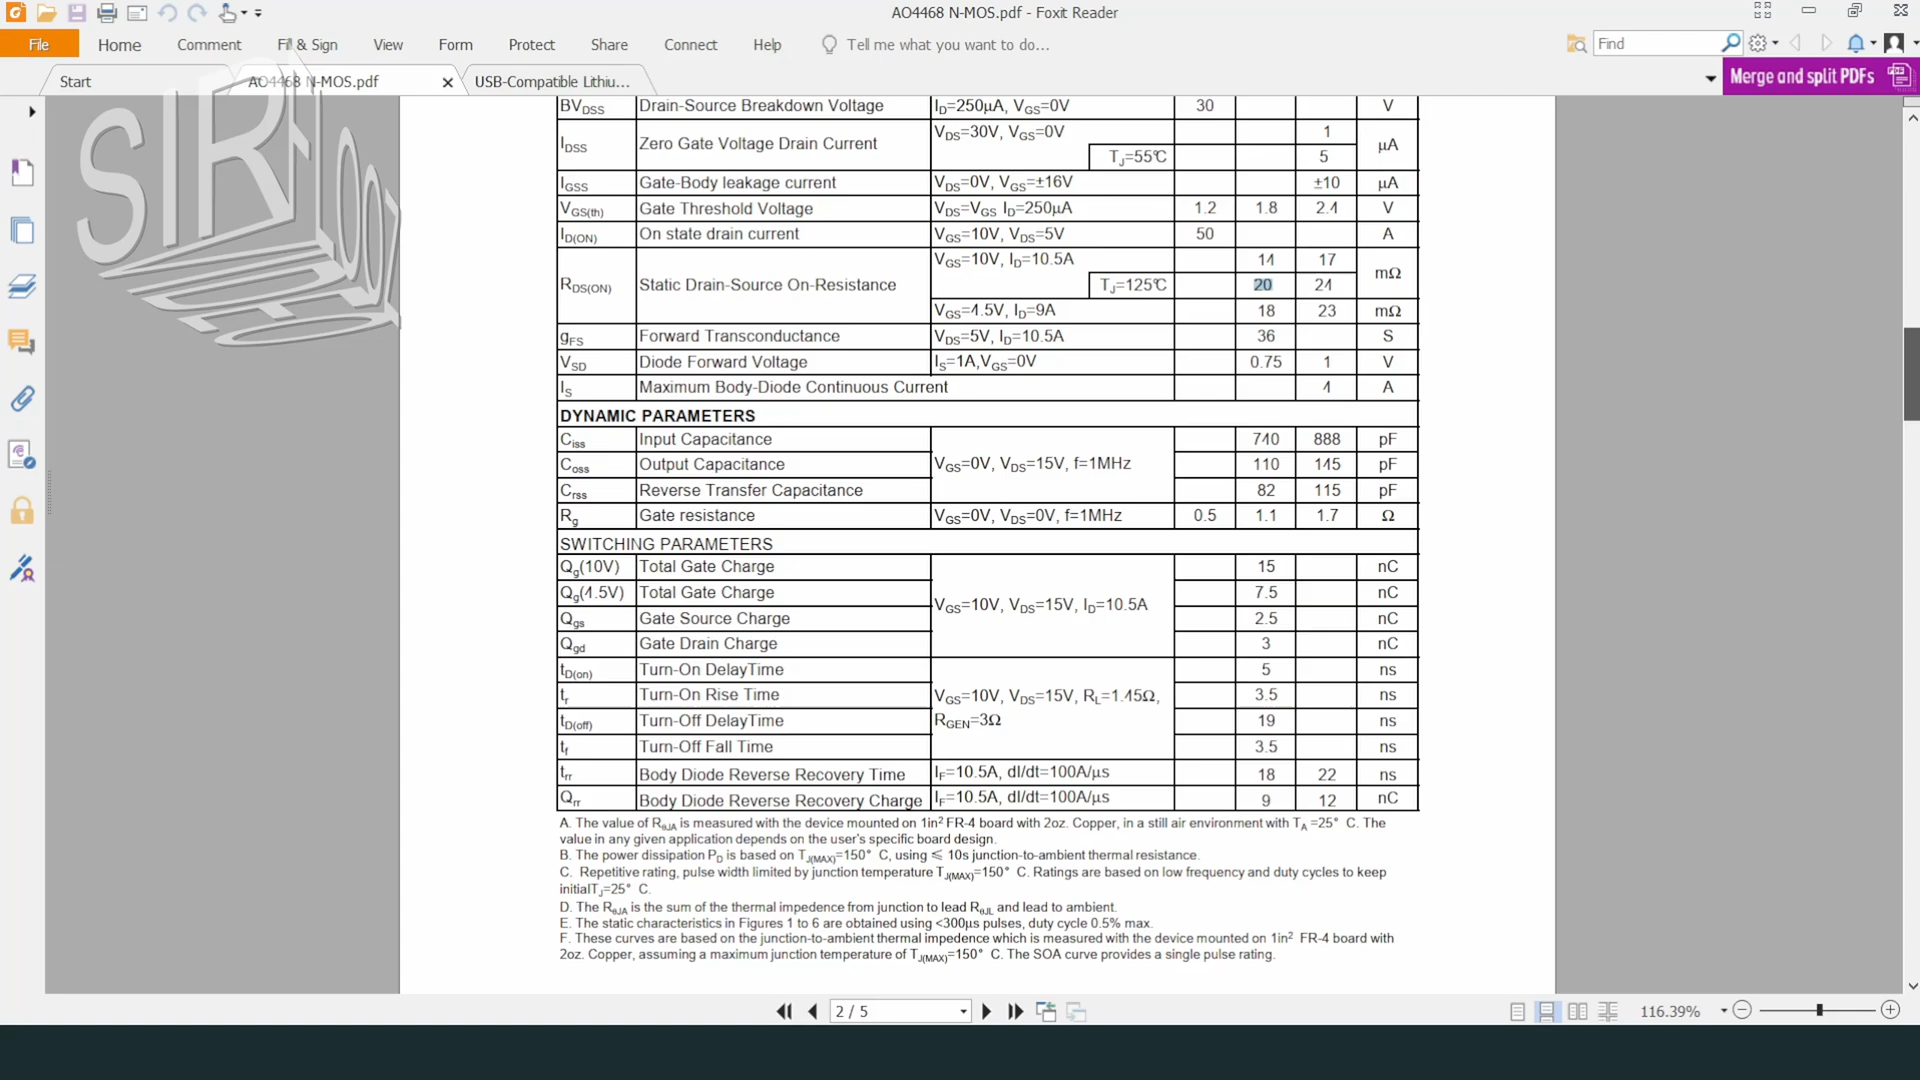 AO4468 N-MOS.pdf - Foxit Reader
File Home Comment Fill & Sign View Form Protect Share Connect Help Tell me what you want to do... Find
Start AO4468 N-MOS.pdf USB-Compatible Lithiu... Merge and split PDFs
BVDSS Drain-Source Breakdown Voltage ID=250μA, VGS=0V 30 V
IDSS Zero Gate Voltage Drain Current VDS=30V, VGS=0V 1 μA
TJ=55℃ 5
IGSS Gate-Body leakage current VDS=0V, VGS=±16V ±10 μA
VGS(th) Gate Threshold Voltage VDS=VGS ID=250μA 1.2 1.8 2.4 V
ID(ON) On state drain current VGS=10V, VDS=5V 50 A
RDS(ON) Static Drain-Source On-Resistance VGS=10V, ID=10.5A 14 17 mΩ
TJ=125℃ 20 24
VGS=4.5V, ID=9A 18 23 mΩ
gFS Forward Transconductance VDS=5V, ID=10.5A 36 S
VSD Diode Forward Voltage IS=1A,VGS=0V 0.75 1 V
IS Maximum Body-Diode Continuous Current 4 A
DYNAMIC PARAMETERS
Ciss Input Capacitance 740 888 pF
Coss Output Capacitance VGS=0V, VDS=15V, f=1MHz 110 145 pF
Crss Reverse Transfer Capacitance 82 115 pF
Rg Gate resistance VGS=0V, VDS=0V, f=1MHz 0.5 1.1 1.7 Ω
SWITCHING PARAMETERS
Qg(10V) Total Gate Charge 15 nC
Qg(4.5V) Total Gate Charge VGS=10V, VDS=15V, ID=10.5A 7.5 nC
Qgs Gate Source Charge 2.5 nC
Qgd Gate Drain Charge 3 nC
tD(on) Turn-On DelayTime 5 ns
tr Turn-On Rise Time VGS=10V, VDS=15V, RL=1.45Ω, 3.5 ns
tD(off) Turn-Off DelayTime RGEN=3Ω 19 ns
tf Turn-Off Fall Time 3.5 ns
trr Body Diode Reverse Recovery Time IF=10.5A, dI/dt=100A/μs 18 22 ns
Qrr Body Diode Reverse Recovery Charge IF=10.5A, dI/dt=100A/μs 9 12 nC
A. The value of RθJA is measured with the device mounted on 1in² FR-4 board with 2oz. Copper, in a still air environment with TA =25° C. The
value in any given application depends on the user's specific board design.
B. The power dissipation PD is based on TJ(MAX)=150° C, using ≤ 10s junction-to-ambient thermal resistance.
C. Repetitive rating, pulse width limited by junction temperature TJ(MAX)=150° C. Ratings are based on low frequency and duty cycles to keep
initialTJ=25° C.
D. The RθJA is the sum of the thermal impedence from junction to lead RθJL and lead to ambient.
E. The static characteristics in Figures 1 to 6 are obtained using <300μs pulses, duty cycle 0.5% max.
F. These curves are based on the junction-to-ambient thermal impedence which is measured with the device mounted on 1in² FR-4 board with
2oz. Copper, assuming a maximum junction temperature of TJ(MAX)=150° C. The SOA curve provides a single pulse rating.
2 / 5 116.39%